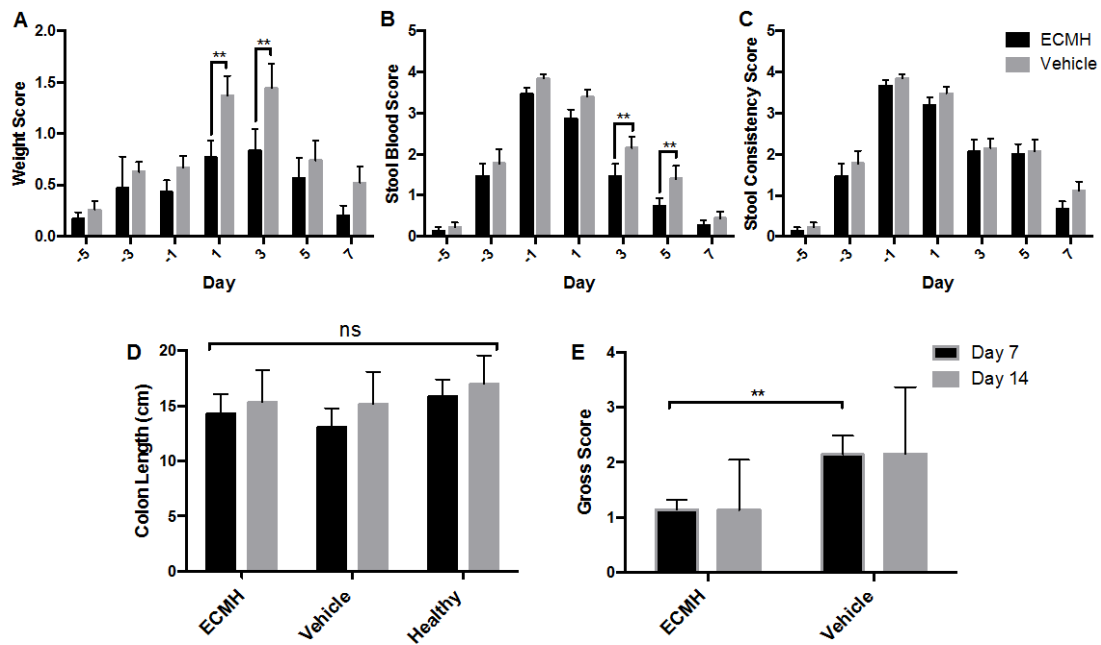 A
Weight Score
2.0
1.5
1.0
0.5
0.0
**
**
-5 -3 -1 1 3 5 7
Day
B
Stool Blood Score
5
4
3
2
1
0
**
**
-5 -3 -1 1 3 5 7
Day
C
Stool Consistency Score
5
4
3
2
1
0
-5 -3 -1 1 3 5 7
Day
ECMH
Vehicle
D
Colon Length (cm)
20
15
10
5
0
ns
ECMH Vehicle Healthy
E
Gross Score
4
3
2
1
0
**
ECMH Vehicle
Day 7
Day 14